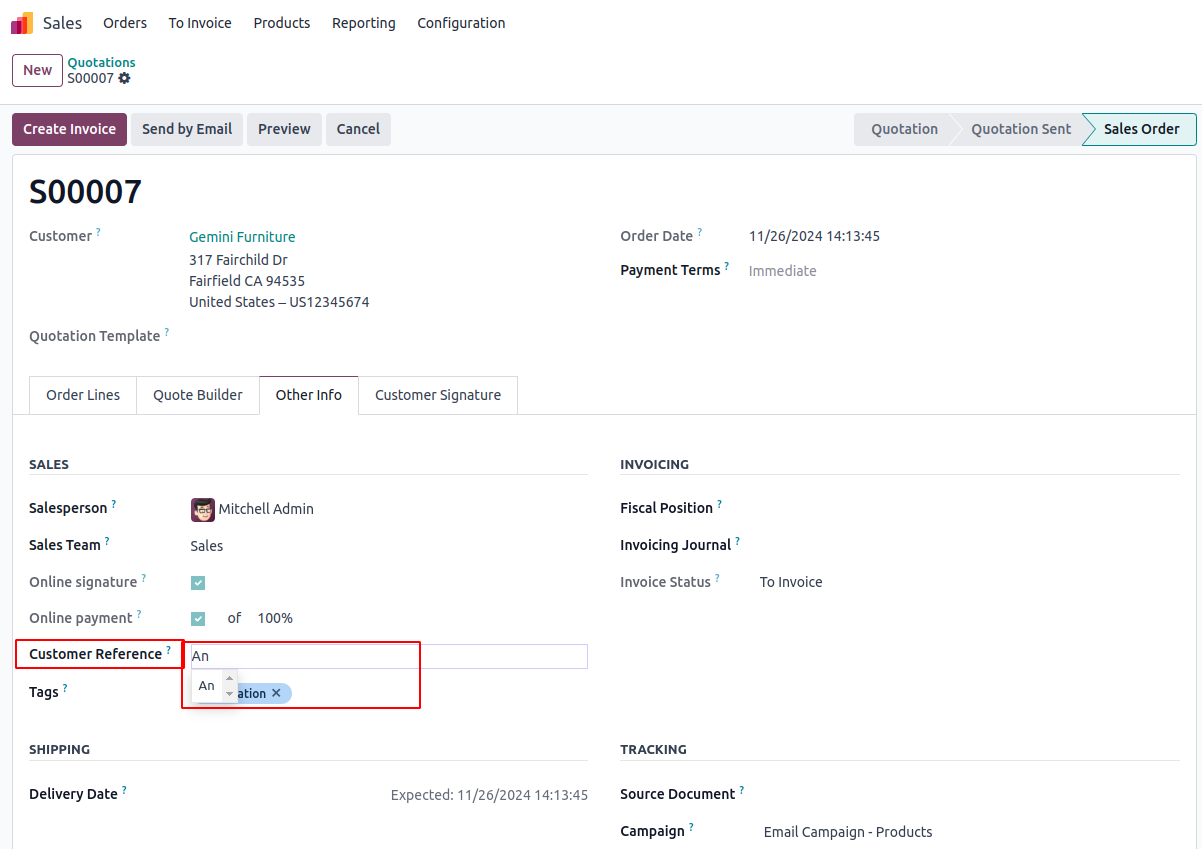 Sales Orders To Invoice Products Reporting Configuration
New Quotations
S00007
Create Invoice Send by Email Preview Cancel Quotation Quotation Sent Sales Order
S00007
Customer ? Gemini Furniture Order Date ? 11/26/2024 14:13:45
317 Fairchild Dr
Payment Terms ? Immediate
Fairfield CA 94535
United States – US12345674
Quotation Template ?
Order Lines Quote Builder Other Info Customer Signature
SALES INVOICING
Salesperson ? Mitchell Admin Fiscal Position ?
Sales Team ? Sales Invoicing Journal ?
Online signature ? Invoice Status ? To Invoice
Online payment ? of 100%
Customer Reference ? An
An
Tags ? ation ✕
SHIPPING TRACKING
Delivery Date ? Expected: 11/26/2024 14:13:45 Source Document ?
Campaign ? Email Campaign - Products